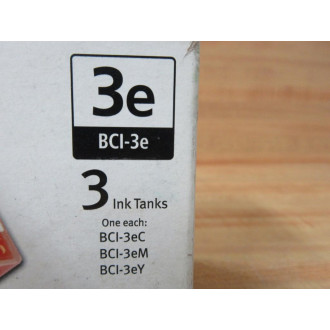 3e
BCI-3e
3 Ink Tanks
One each:
BCI-3eC
BCI-3eM
BCI-3eY